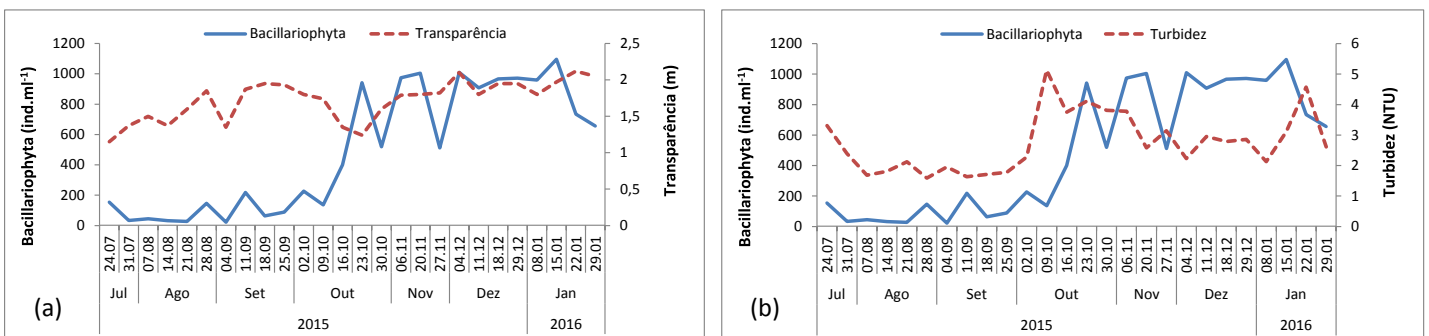 Bacillariophyta Transparência
Bacillariophyta (ind.ml-1)
1200
1000
800
600
400
200
0
2,5
2
1,5
1
0,5
0
Transparência (m)
24.07 31.07 07.08 14.08 21.08 28.08 04.09 11.09 18.09 25.09 02.10 09.10 16.10 23.10 30.10 06.11 20.11 27.11 04.12 11.12 18.12 29.12 08.01 15.01 22.01 29.01
Jul Ago Set Out Nov Dez Jan
2015 2016
(a)
Bacillariophyta Turbidez
Bacillariophyta (ind.ml-1)
1200
1000
800
600
400
200
0
6
5
4
3
2
1
0
Turbidez (NTU)
24.07 31.07 07.08 14.08 21.08 28.08 04.09 11.09 18.09 25.09 02.10 09.10 16.10 23.10 30.10 06.11 20.11 27.11 04.12 11.12 18.12 29.12 08.01 15.01 22.01 29.01
Jul Ago Set Out Nov Dez Jan
2015 2016
(b)